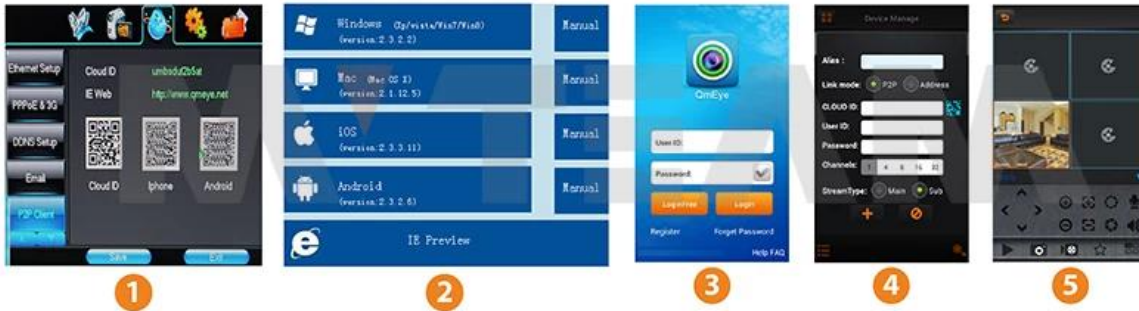 Ethernet Setup
PPPoE & 3G
DDNS Setup
Email
P2P Client
Cloud ID
umbsdut2b5at
IE Web
http://www.qmeye.net
Cloud ID
Iphone
Android
Save
Exit
1
Windows (Xp/vista/Win7/Win8)
(version:2.3.2.2)
Manual
Mac (Mac OS X)
(version:2.1.12.5)
Manual
iOS
(version:2.3.3.11)
Manual
Android
(version:2.3.2.6)
Manual
IE Preview
2
QmEye
User ID:
Password:
LoginFree
Login
Register
Forget Password
Help FAQ
3
Device Manage
Alias :
Link mode: P2P Address
CLOUD ID:
User ID:
Password:
Channels: 1 4 8 16 32
StreamType: Main Sub
4
5